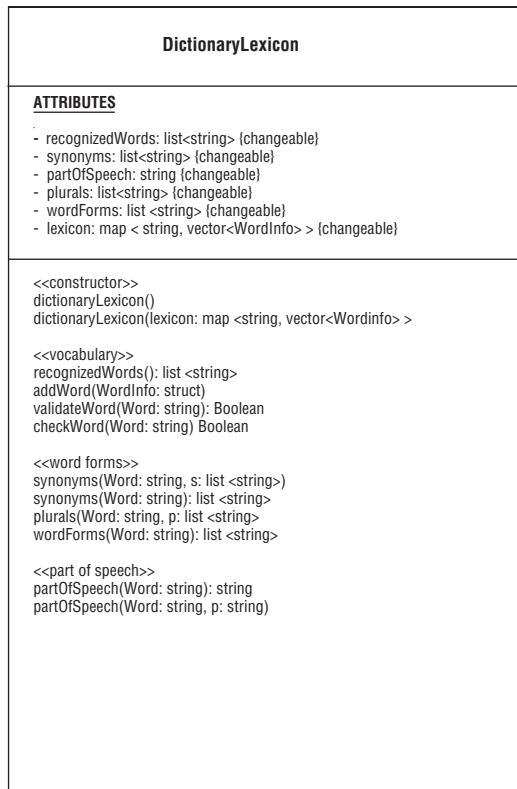 DictionaryLexicon
ATTRIBUTES
- recognizedWords: list<string> {changeable}
- synonyms: list<string> {changeable}
- partOfSpeech: string {changeable}
- plurals: list<string> {changeable}
- wordForms: list <string> {changeable}
- lexicon: map < string, vector<WordInfo> > {changeable}
<<constructor>>
dictionaryLexicon()
dictionaryLexicon(lexicon: map <string, vector<Wordinfo> >
<<vocabulary>>
recognizedWords(): list <string>
addWord(WordInfo: struct)
validateWord(Word: string): Boolean
checkWord(Word: string) Boolean
<<word forms>>
synonyms(Word: string, s: list <string>)
synonyms(Word: string): list <string>
plurals(Word: string, p: list <string>
wordForms(Word: string): list <string>
<<part of speech>>
partOfSpeech(Word: string): string
partOfSpeech(Word: string, p: string)